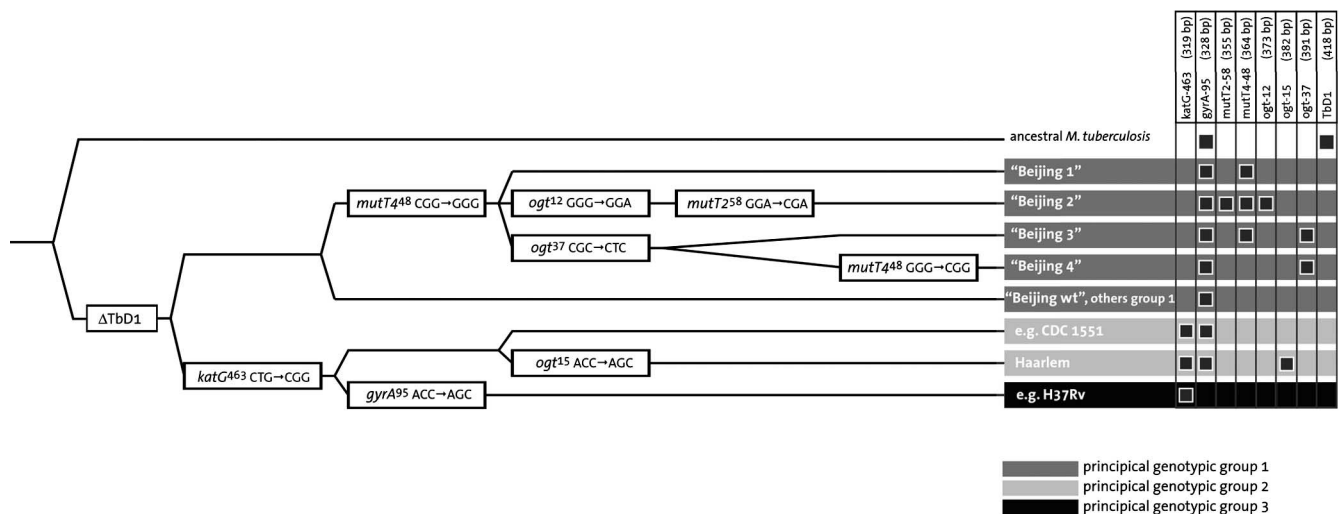 katG-463 (319 bp)
gyrA-95 (328 bp)
mutT2-58 (355 bp)
mutT4-48 (364 bp)
ogt-12 (373 bp)
ogt-15 (382 bp)
ogt-37 (391 bp)
TbD1 (418 bp)
ancestral M. tuberculosis
“Beijing 1”
mutT4⁴⁸ CGG→GGG
ogt¹² GGG→GGA
mutT2⁵⁸ GGA→CGA
“Beijing 2”
ogt³⁷ CGC→CTC
“Beijing 3”
mutT4⁴⁸ GGG→CGG
“Beijing 4”
“Beijing wt”, others group 1
ΔTbD1
e.g. CDC 1551
ogt¹⁵ ACC→AGC
Haarlem
katG⁴⁶³ CTG→CGG
gyrA⁹⁵ ACC→AGC
e.g. H37Rv
principical genotypic group 1
principical genotypic group 2
principical genotypic group 3